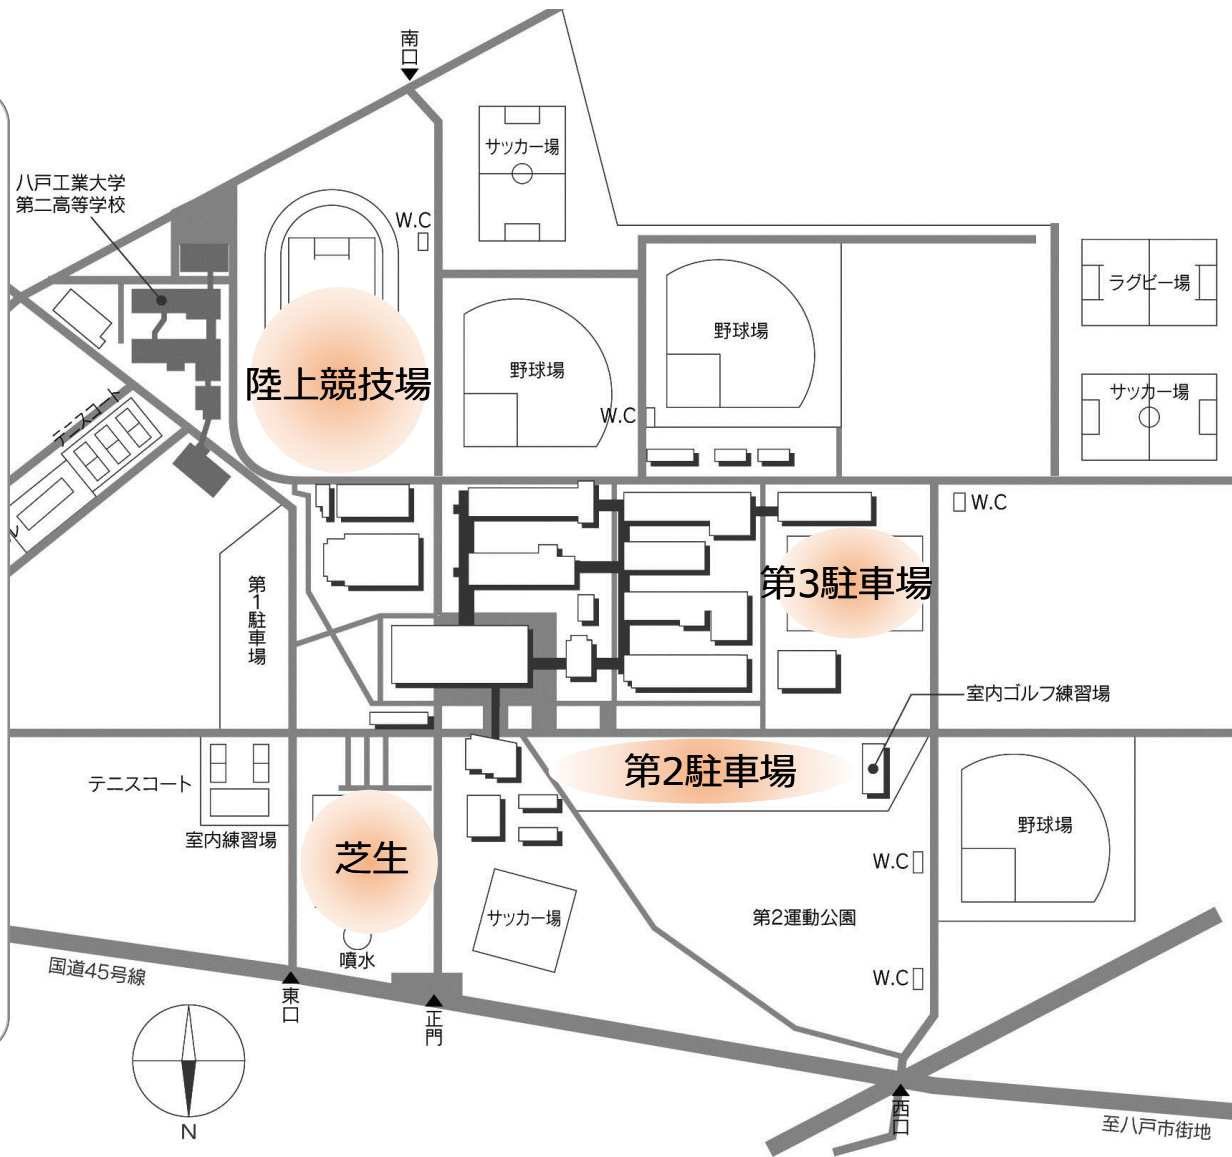 南口
サッカー場
八戸工業大学
第二高等学校
W.C
ラグビー場
野球場
野球場
陸上競技場
サッカー場
テニスコート
W.C
W.C
第3駐車場
第1駐車場
室内ゴルフ練習場
第2駐車場
テニスコート
野球場
室内練習場
芝生
W.C
サッカー場
第2運動公園
噴水
国道45号線
W.C
東口
正門
西口
至八戸市街地
N